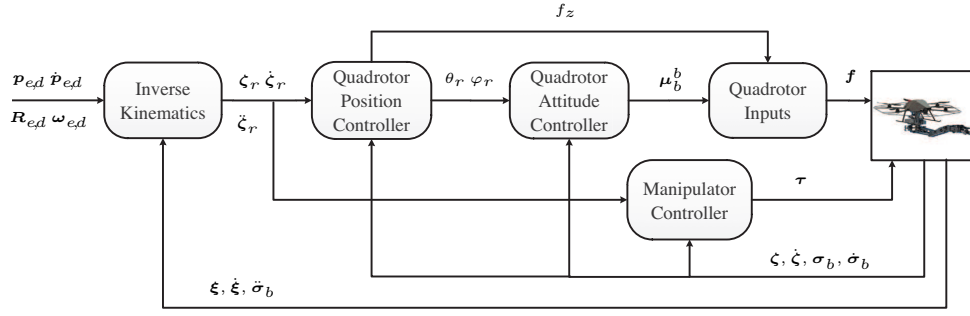 f_z
p_{e,d} ṗ_{e,d}
R_{e,d} ω_{e,d}
Inverse
Kinematics
ζ_r ζ̇_r
ζ̈_r
Quadrotor
Position
Controller
θ_r φ_r
Quadrotor
Attitude
Controller
μ_b^b
Quadrotor
Inputs
f
Manipulator
Controller
τ
ζ, ζ̇, σ_b, σ̇_b
ξ, ξ̇, σ̈_b